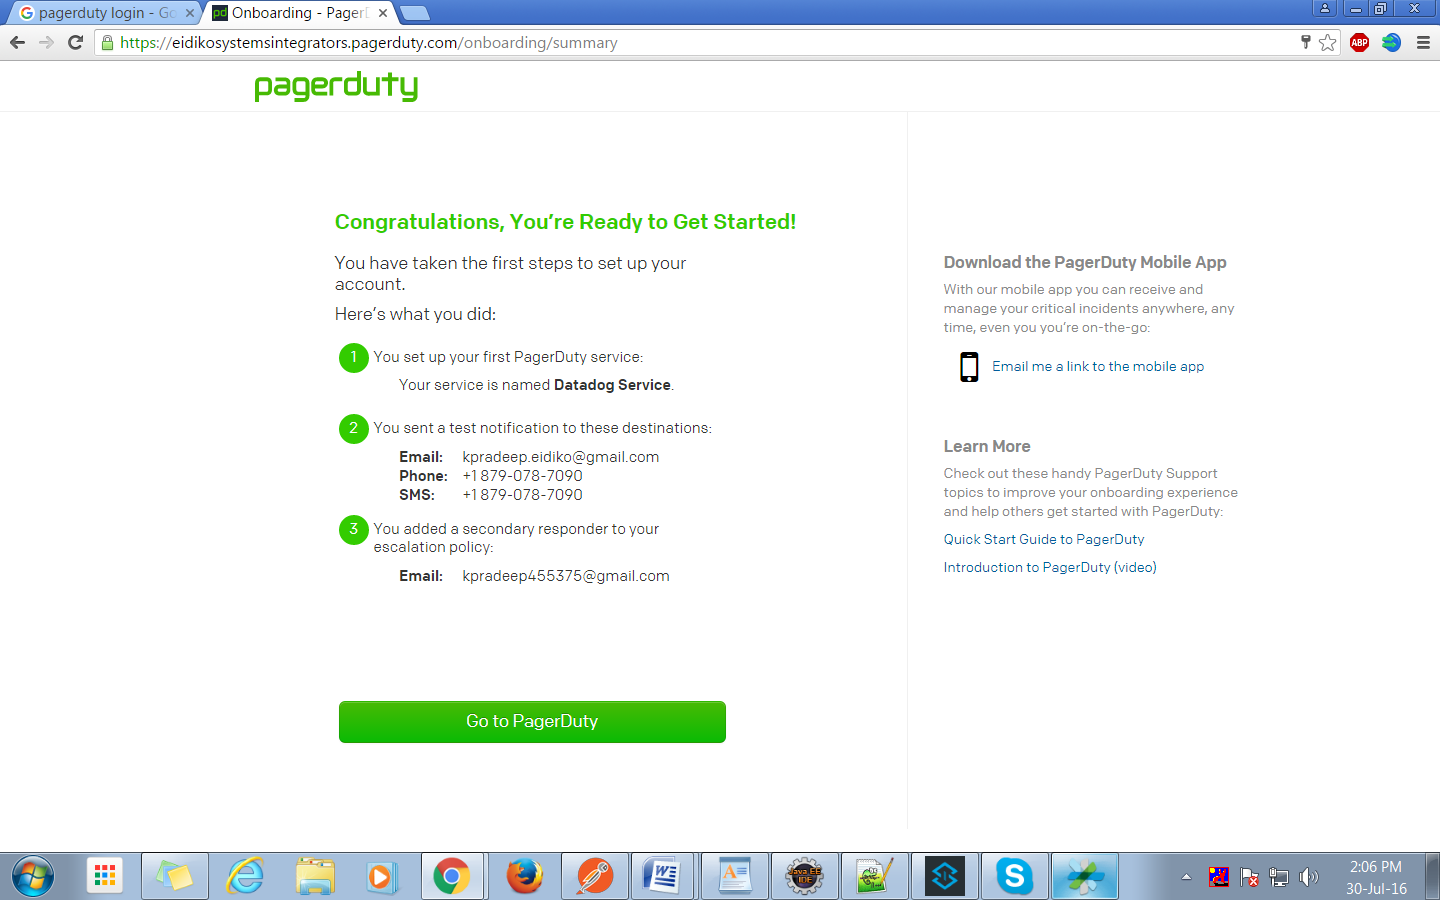 pagerduty login - Go
Onboarding - PagerD
https://eidikosystemsintegrators.pagerduty.com/onboarding/summary
ABP
pagerduty
Congratulations, You're Ready to Get Started!
You have taken the first steps to set up your
account.
Here's what you did:
1 You set up your first PagerDuty service:
Your service is named Datadog Service.
2 You sent a test notification to these destinations:
Email: kpradeep.eidiko@gmail.com
Phone: +1 879-078-7090
SMS: +1 879-078-7090
3 You added a secondary responder to your
escalation policy:
Email: kpradeep455375@gmail.com
Go to PagerDuty
Download the PagerDuty Mobile App
With our mobile app you can receive and
manage your critical incidents anywhere, any
time, even you you're on-the-go:
Email me a link to the mobile app
Learn More
Check out these handy PagerDuty Support
topics to improve your onboarding experience
and help others get started with PagerDuty:
Quick Start Guide to PagerDuty
Introduction to PagerDuty (video)
Java EE
IDE
2:06 PM
30-Jul-16